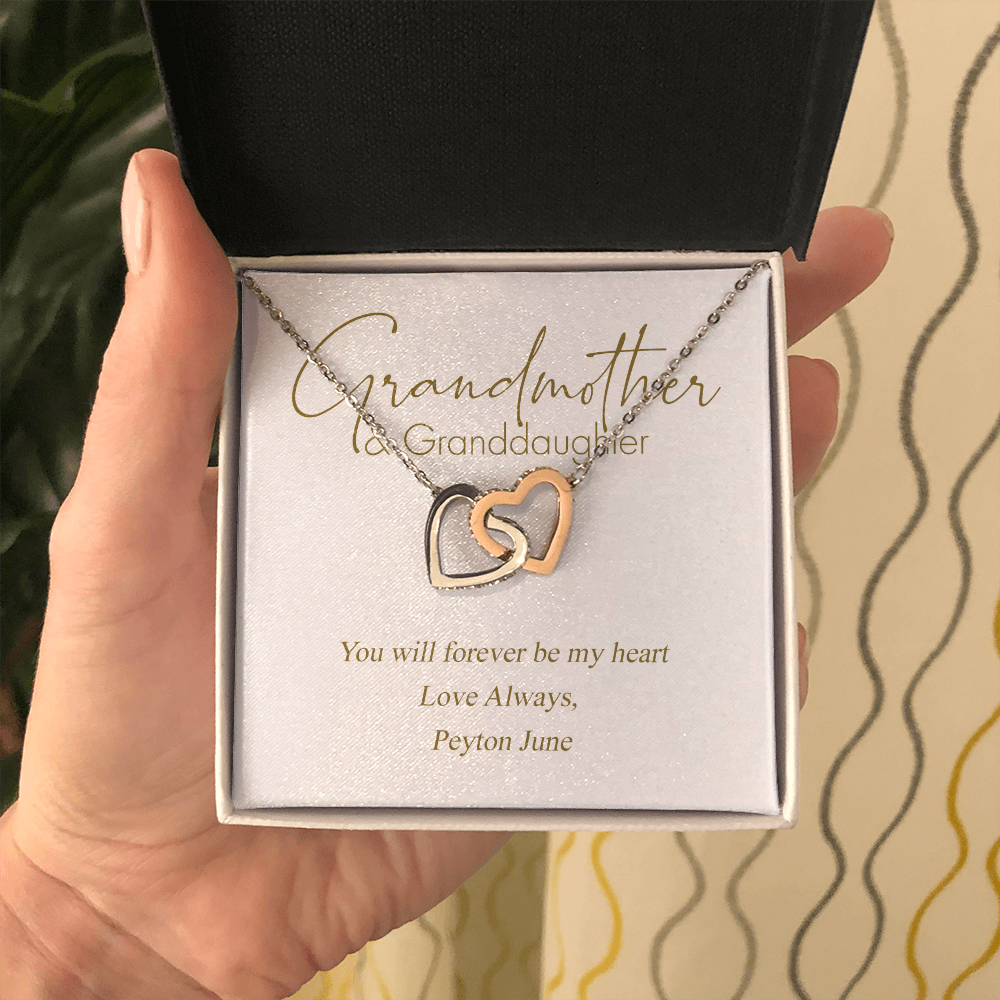 Grandmother
& Granddaughter
You will forever be my heart
Love Always,
Peyton June